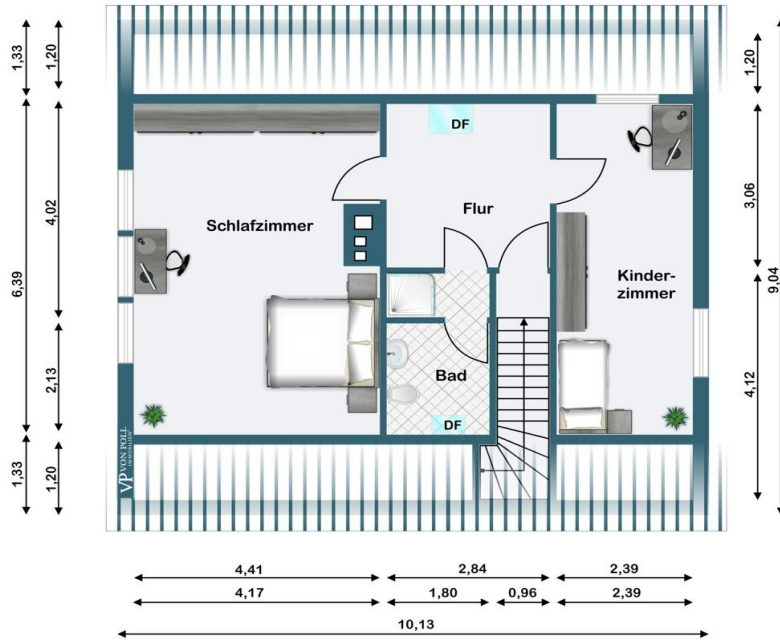 1,33
1,20
1,20
DF
4,02
3,06
Flur
Schlafzimmer
6,39
9,04
Kinder-
zimmer
2,13
4,12
Bad
DF
VP VON POLL
IMMOBILIEN
1,33
1,20
4,41
2,84
2,39
4,17
1,80
0,96
2,39
10,13